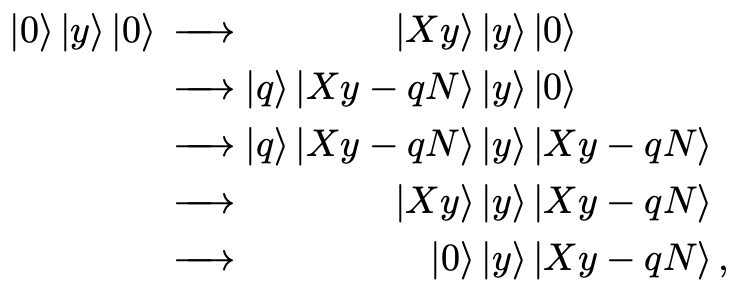 |0⟩ |y⟩ |0⟩ ⟶ |Xy⟩ |y⟩ |0⟩
⟶ |q⟩ |Xy − qN⟩ |y⟩ |0⟩
⟶ |q⟩ |Xy − qN⟩ |y⟩ |Xy − qN⟩
⟶ |Xy⟩ |y⟩ |Xy − qN⟩
⟶ |0⟩ |y⟩ |Xy − qN⟩ ,